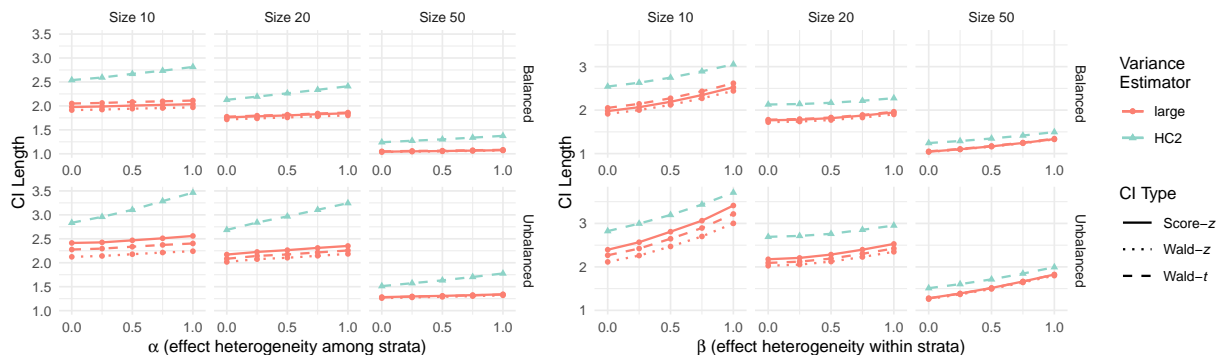 Size 10
Size 20
Size 50
3.5
3.0
2.5
2.0
1.5
1.0
Balanced
3.5
3.0
2.5
2.0
1.5
1.0
Unbalanced
CI Length
0.0
0.5
1.0
0.0
0.5
1.0
0.0
0.5
1.0
α (effect heterogeneity among strata)
Size 10
Size 20
Size 50
3
2
1
Balanced
3
2
1
Unbalanced
CI Length
0.0
0.5
1.0
0.0
0.5
1.0
0.0
0.5
1.0
β (effect heterogeneity within strata)
Variance
Estimator
large
HC2
CI Type
Score−z
Wald−z
Wald−t